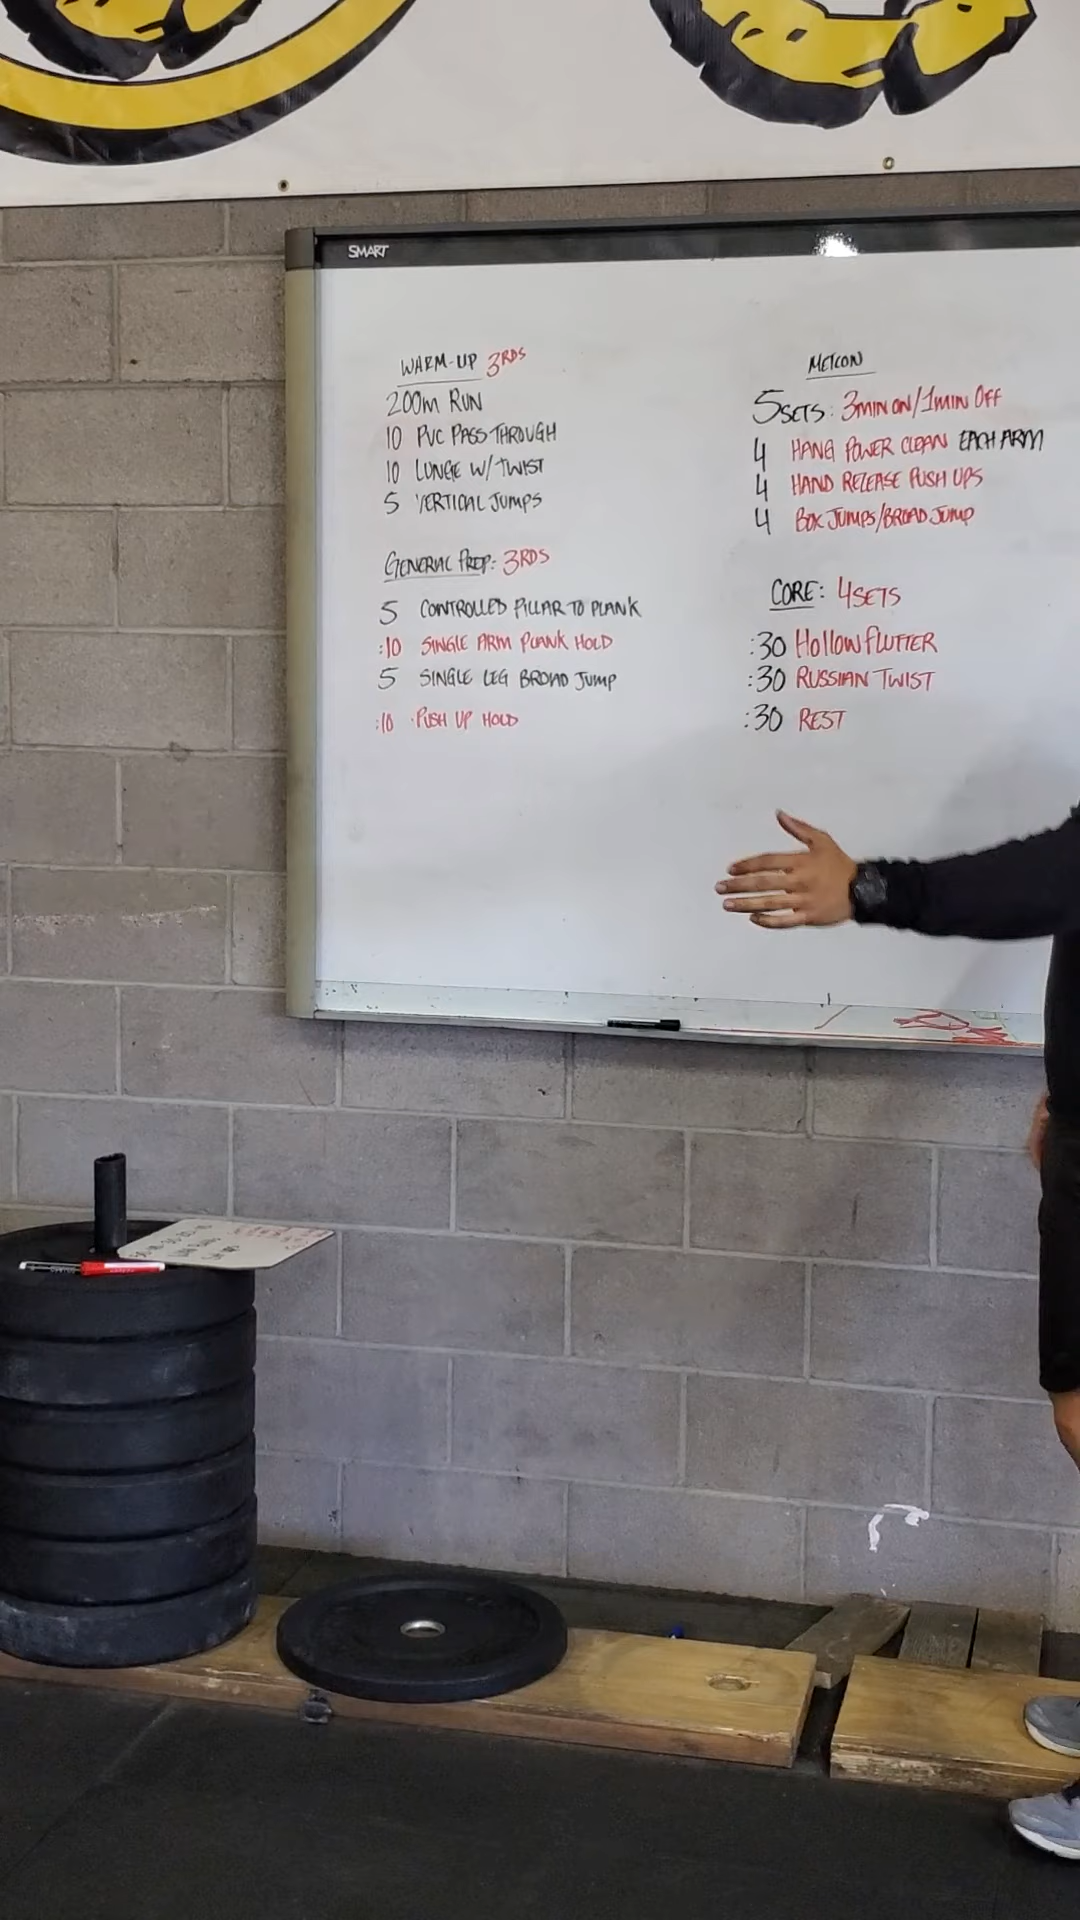 SMART
WARM-UP 3RDS
200m RUN
10 PVC PASS THROUGH
10 LUNGE W/ TWIST
5 VERTICAL JUMPS
GENERAL PREP: 3RDS
5 CONTROLLED PILLAR TO PLANK
:10 SINGLE ARM PLANK HOLD
5 SINGLE LEG BROAD JUMP
:10 PUSH UP HOLD
METCON
5 SETS: 3MIN ON/1MIN OFF
4 HANG POWER CLEAN EACH ARM
4 HAND RELEASE PUSH UPS
4 BOX JUMPS/BROAD JUMP
CORE: 4 SETS
:30 Hollow FLUTTER
:30 RUSSIAN TWIST
:30 REST